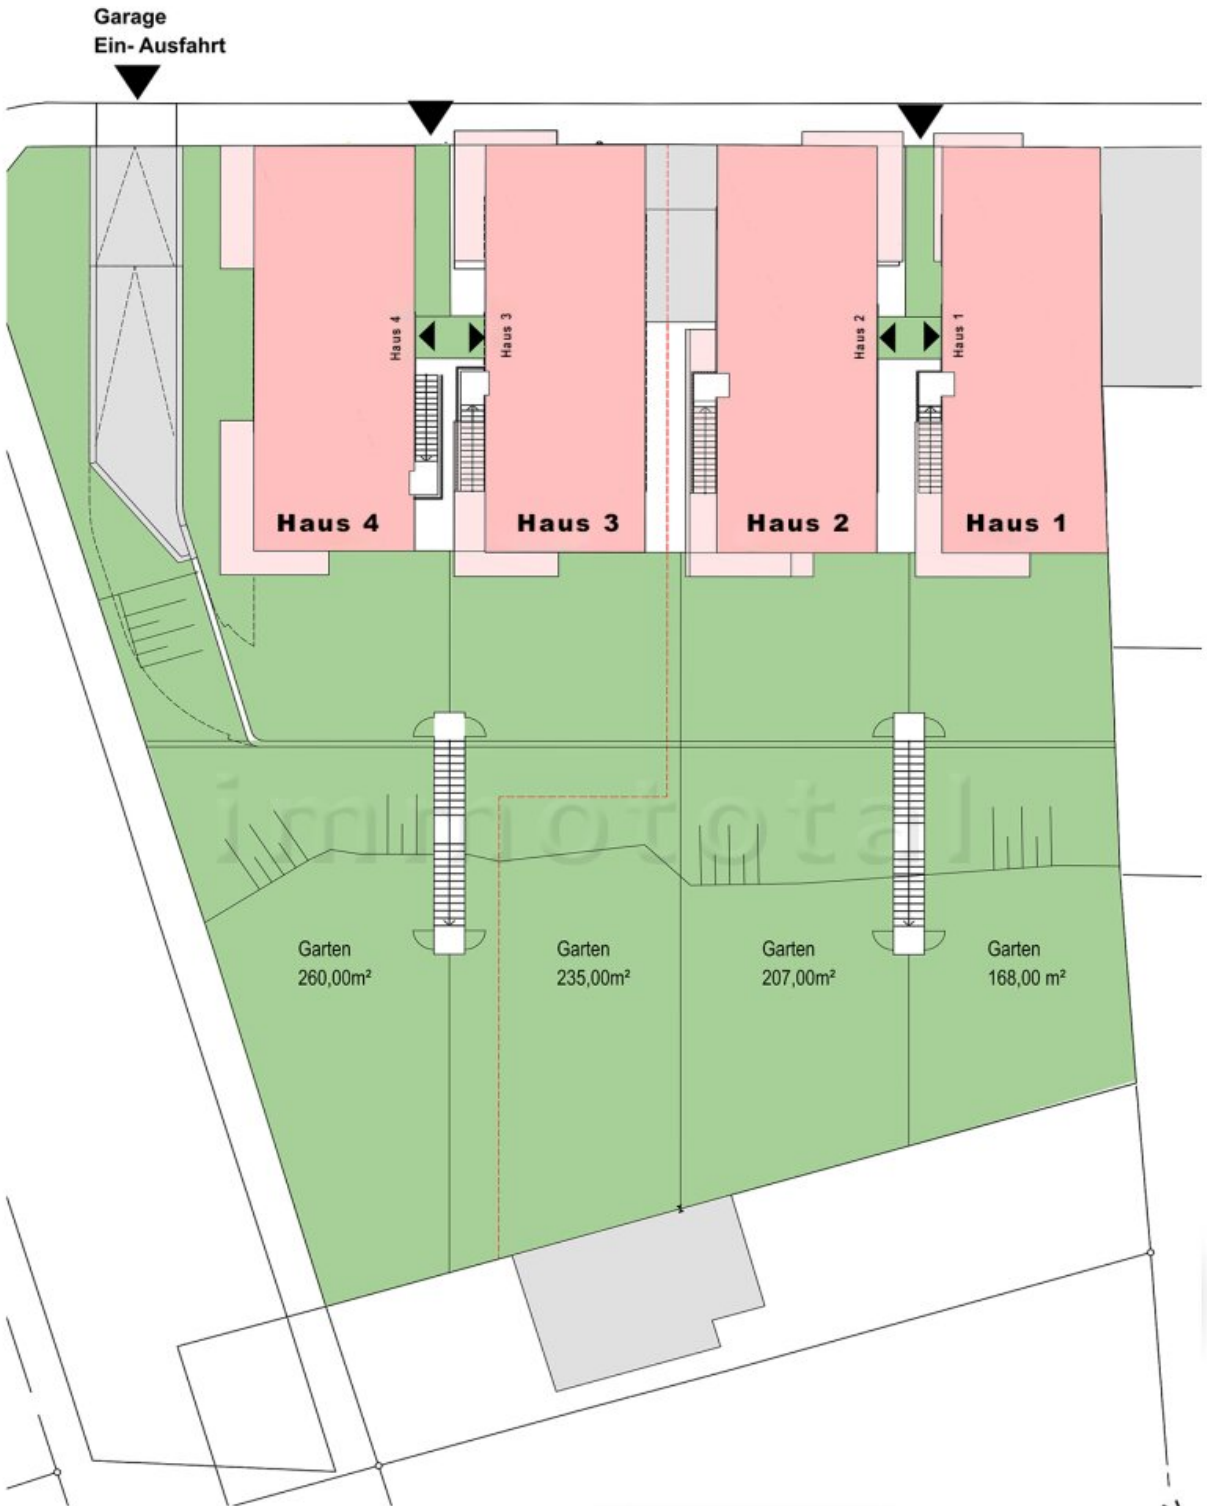 Garage
Ein- Ausfahrt
Haus 4
Haus 3
Haus 2
Haus 1
Haus 4
Haus 3
Haus 2
Haus 1
immototal
Garten
260,00m²
Garten
235,00m²
Garten
207,00m²
Garten
168,00 m²